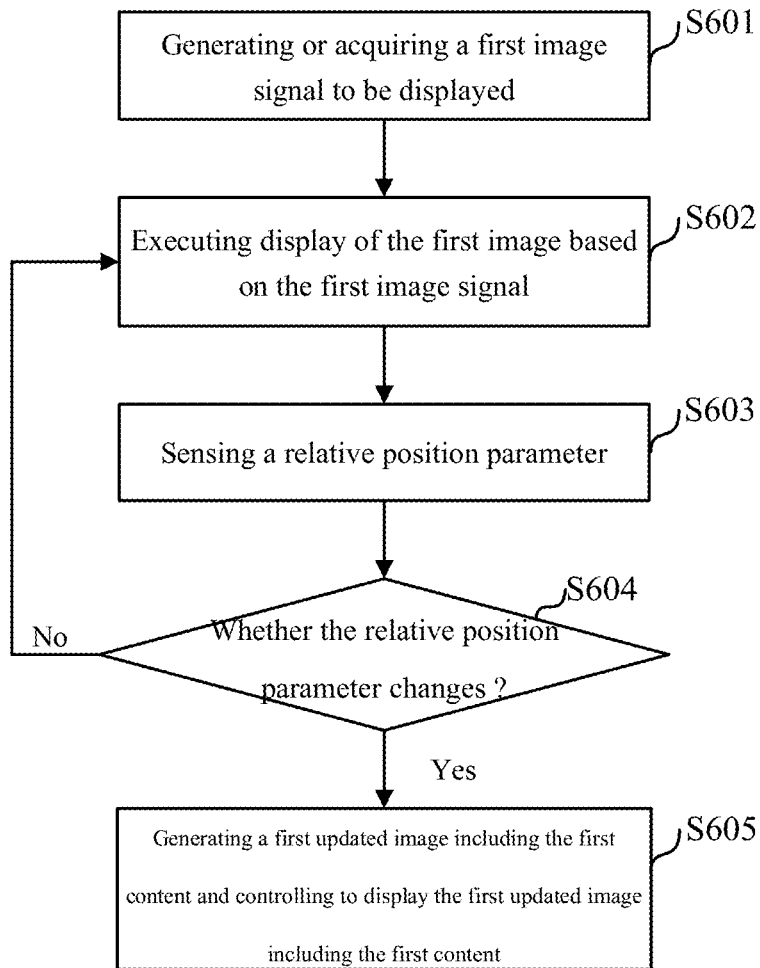 S601
Generating or acquiring a first image
signal to be displayed
S602
Executing display of the first image based
on the first image signal
S603
Sensing a relative position parameter
S604
Whether the relative position
parameter changes ?
No
Yes
S605
Generating a first updated image including the first
content and controlling to display the first updated image
including the first content